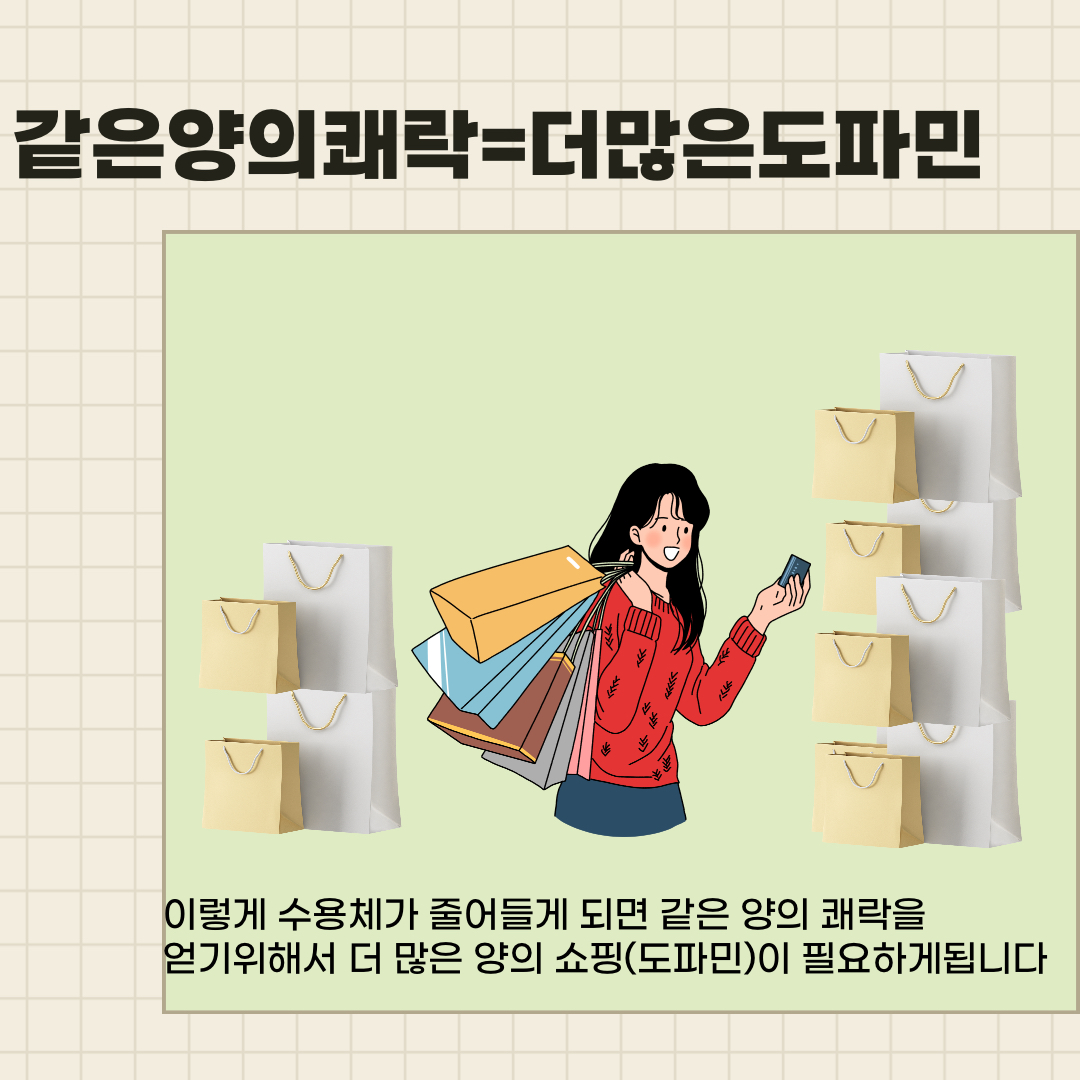 같은양의쾌락=더많은도파민
이렇게 수용체가 줄어들게 되면 같은 양의 쾌락을
얻기위해서 더 많은 양의 쇼핑(도파민)이 필요하게됩니다